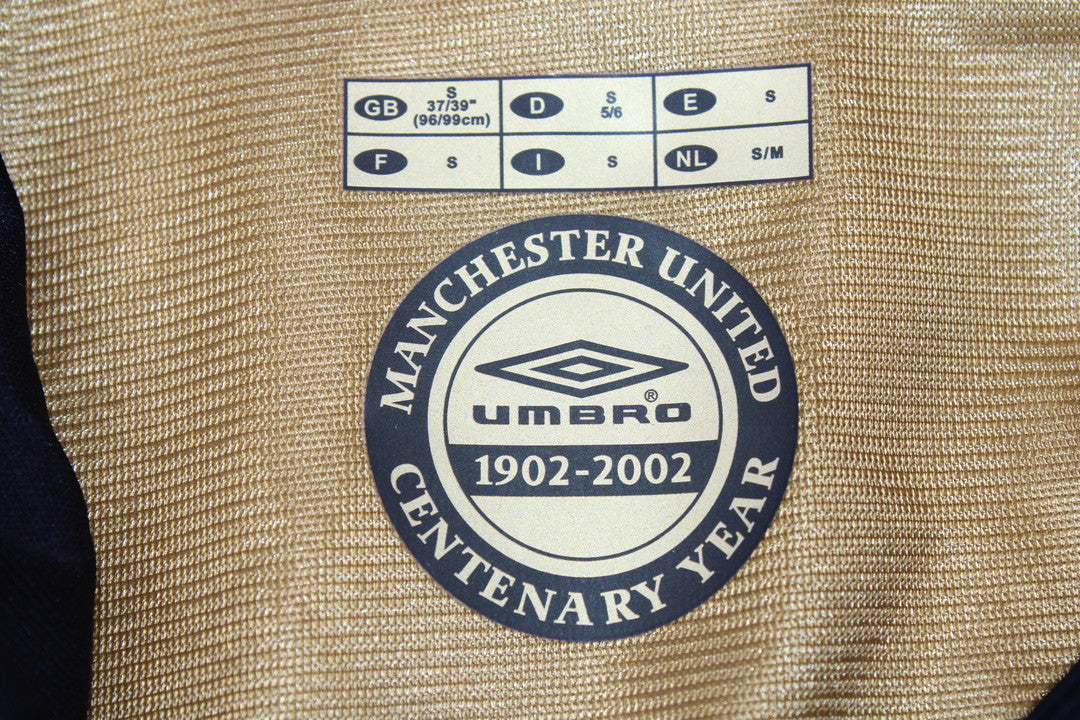 GB S 37/39" (96/99cm) D S 5/6 E S
F S I S NL S/M
MANCHESTER UNITED
UMBRO®
1902-2002
CENTENARY YEAR